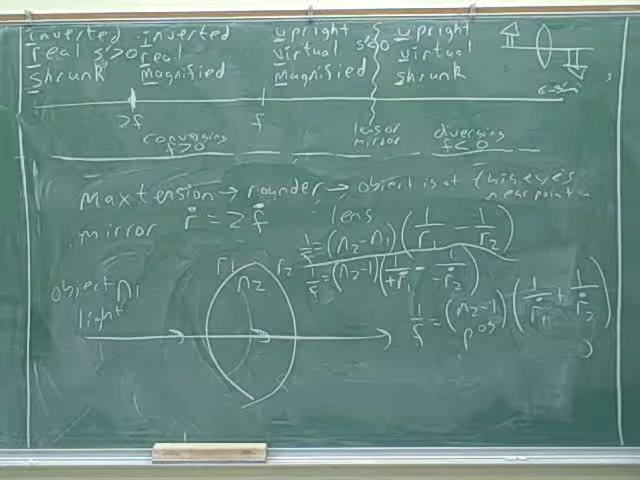 inverted inverted upright upright
real s'>0 real virtual s'<0 virtual
Shrunk magnified magnified shrunk
2f f lens or mirror
converging f>0 diverging f<0
Max tension → rounder → object is at this eye's near point
mirror r = 2f lens
1/f = (n2-n1)(1/r1 - 1/r2)
r1 n2 r2 1/f = (n2-1)(1/+r1 - 1/-r2)
object n1
light
1/f = (n2-1)(1/r1 + 1/r2)
pos